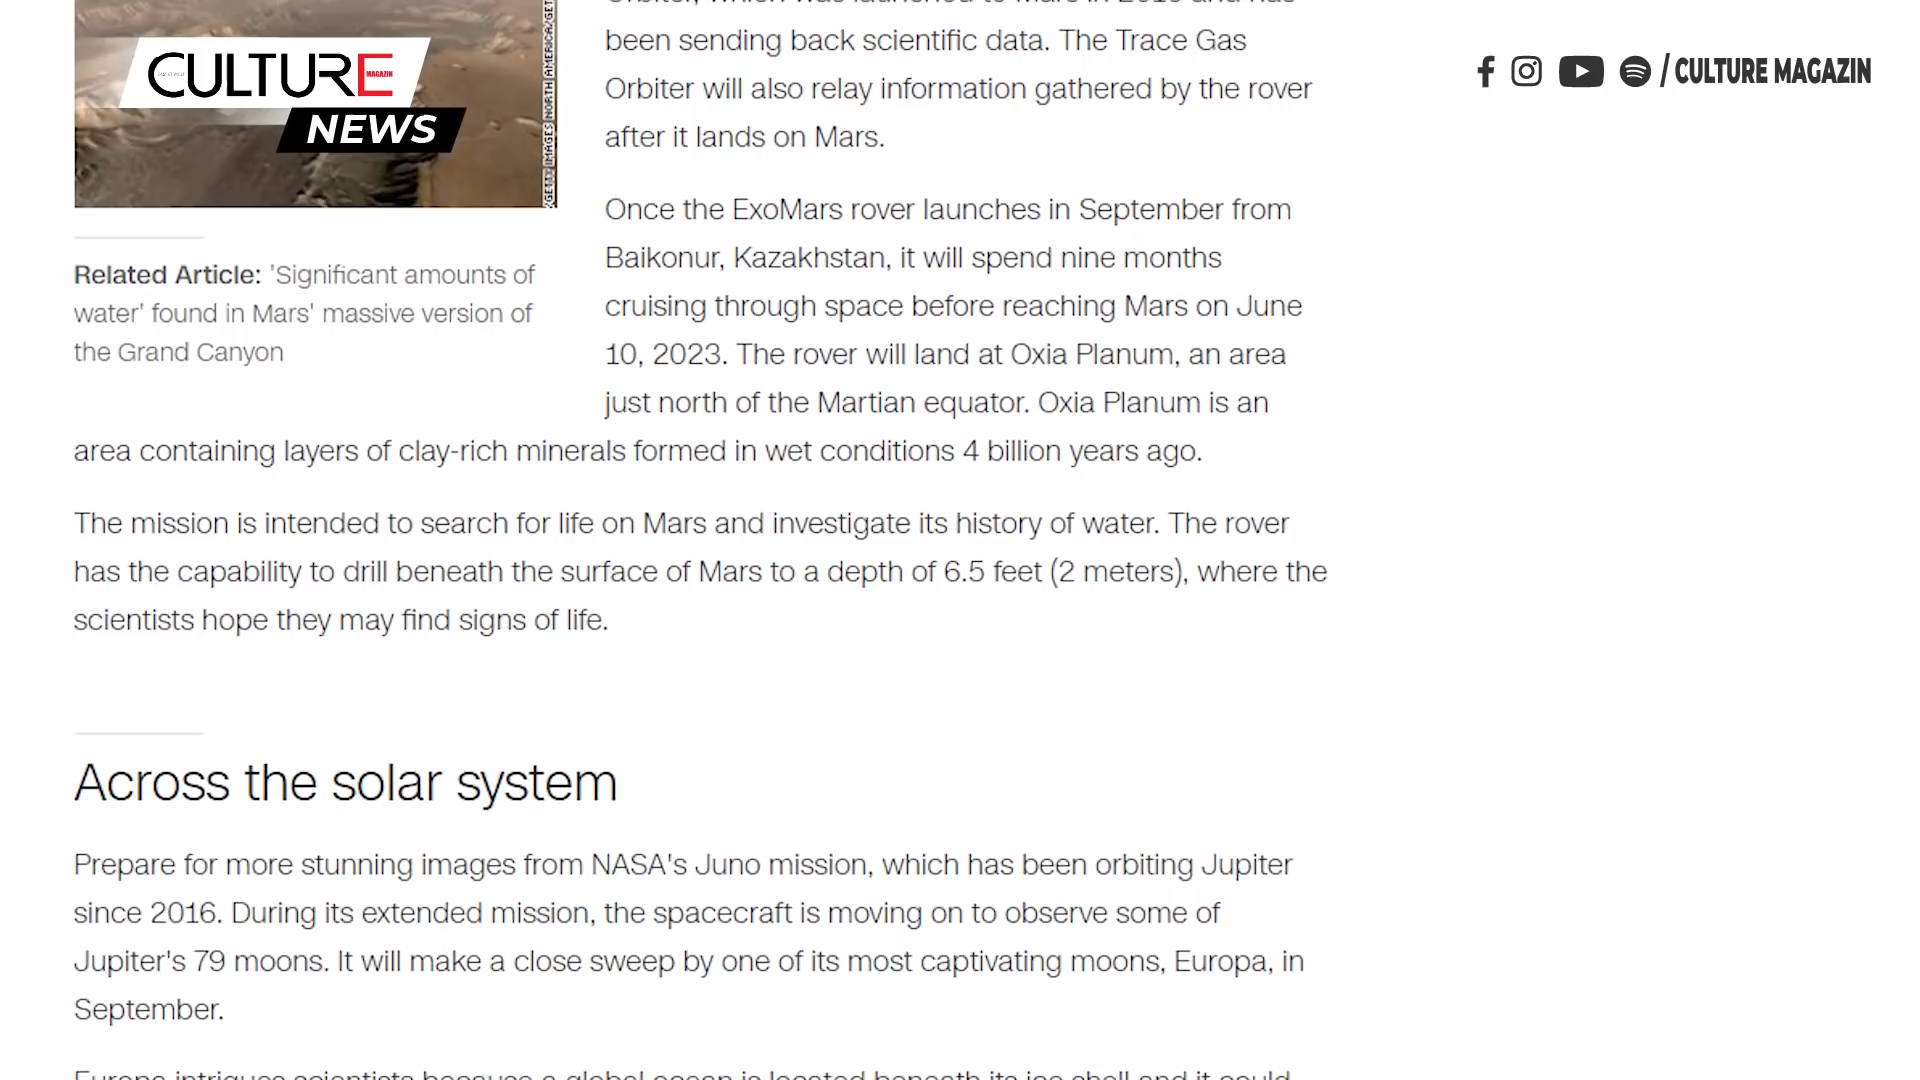 CULTURE
MAGAZIN
NEWS
/ CULTURE MAGAZIN
Related Article: 'Significant amounts of
water' found in Mars' massive version of
the Grand Canyon
been sending back scientific data. The Trace Gas
Orbiter will also relay information gathered by the rover
after it lands on Mars.
Once the ExoMars rover launches in September from
Baikonur, Kazakhstan, it will spend nine months
cruising through space before reaching Mars on June
10, 2023. The rover will land at Oxia Planum, an area
just north of the Martian equator. Oxia Planum is an
area containing layers of clay-rich minerals formed in wet conditions 4 billion years ago.
The mission is intended to search for life on Mars and investigate its history of water. The rover
has the capability to drill beneath the surface of Mars to a depth of 6.5 feet (2 meters), where the
scientists hope they may find signs of life.
Across the solar system
Prepare for more stunning images from NASA's Juno mission, which has been orbiting Jupiter
since 2016. During its extended mission, the spacecraft is moving on to observe some of
Jupiter's 79 moons. It will make a close sweep by one of its most captivating moons, Europa, in
September.